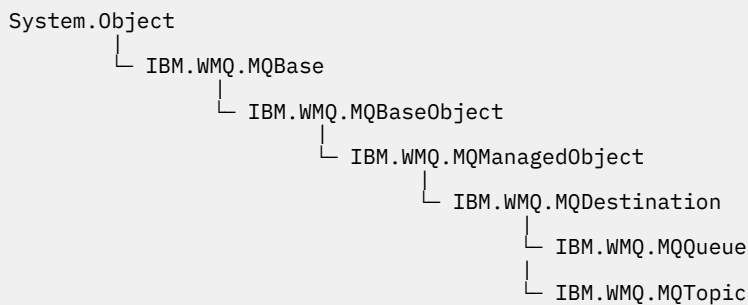 System.Object
IBM.WMQ.MQBase
IBM.WMQ.MQBaseObject
IBM.WMQ.MQManagedObject
IBM.WMQ.MQDestination
IBM.WMQ.MQQueue
IBM.WMQ.MQTopic